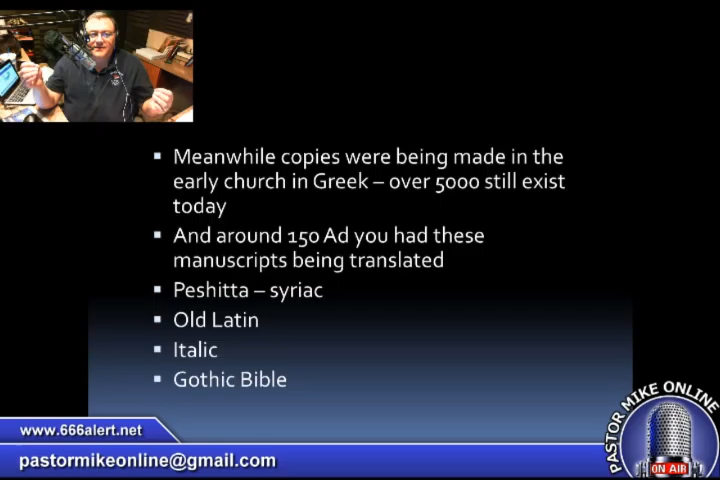 ▪ Meanwhile copies were being made in the
early church in Greek – over 5000 still exist
today
▪ And around 150 Ad you had these
manuscripts being translated
▪ Peshitta – syriac
▪ Old Latin
▪ Italic
▪ Gothic Bible
www.666alert.net
pastormikeonline@gmail.com
PASTOR MIKE ONLINE
ON AIR